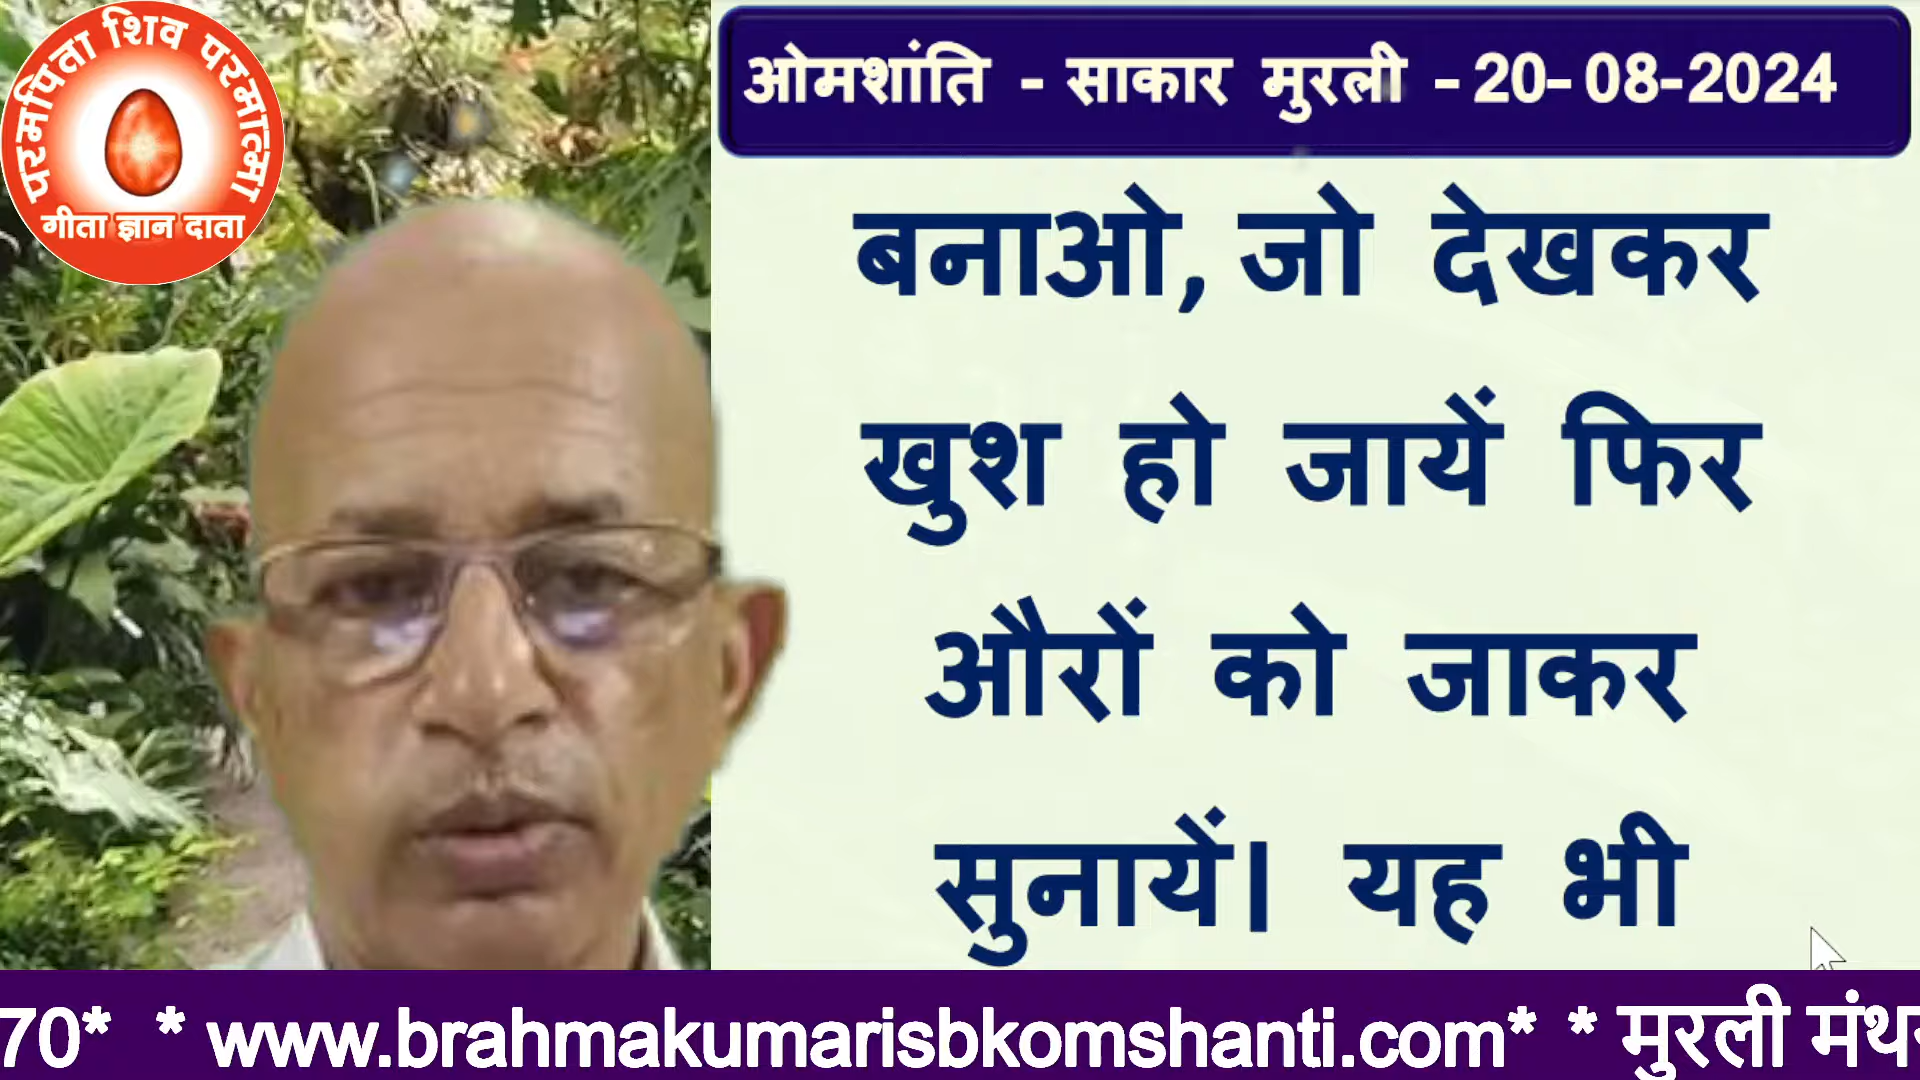 परमपिता शिव परमात्मा
गीता ज्ञान दाता
ओमशांति - साकार मुरली - 20- 08-2024
बनाओ, जो देखकर
खुश हो जायें फिर
औरों को जाकर
सुनायें। यह भी
70* * www.brahmakumarisbkomshanti.com* * मुरली